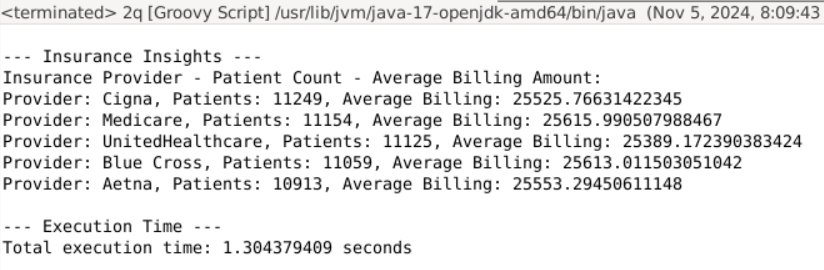 <terminated> 2q [Groovy Script] /usr/lib/jvm/java-17-openjdk-amd64/bin/java (Nov 5, 2024, 8:09:43
--- Insurance Insights ---
Insurance Provider - Patient Count - Average Billing Amount:
Provider: Cigna, Patients: 11249, Average Billing: 25525.76631422345
Provider: Medicare, Patients: 11154, Average Billing: 25615.990507988467
Provider: UnitedHealthcare, Patients: 11125, Average Billing: 25389.172390383424
Provider: Blue Cross, Patients: 11059, Average Billing: 25613.011503051042
Provider: Aetna, Patients: 10913, Average Billing: 25553.29450611148
--- Execution Time ---
Total execution time: 1.304379409 seconds